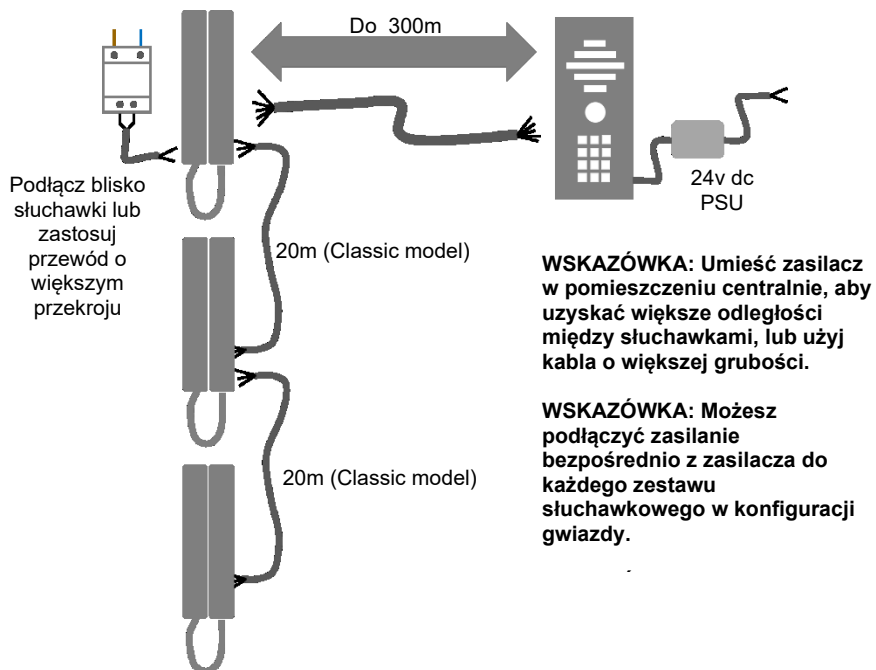 Do 300m
Podłącz blisko
słuchawki lub
zastosuj
przewód o
większym
przekroju
24v dc
PSU
20m (Classic model)
WSKAZÓWKA: Umieść zasilacz
w pomieszczeniu centralnie, aby
uzyskać większe odległości
między słuchawkami, lub użyj
kabla o większej grubości.
WSKAZÓWKA: Możesz
podłączyć zasilanie
bezpośrednio z zasilacza do
każdego zestawu
słuchawkowego w konfiguracji
gwiazdy.
20m (Classic model)